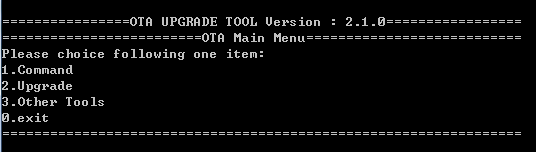 ================OTA UPGRADE TOOL Version : 2.1.0=================
=========================OTA Main Menu===========================
Please choice following one item:
1.Command
2.Upgrade
3.Other Tools
0.exit
=================================================================